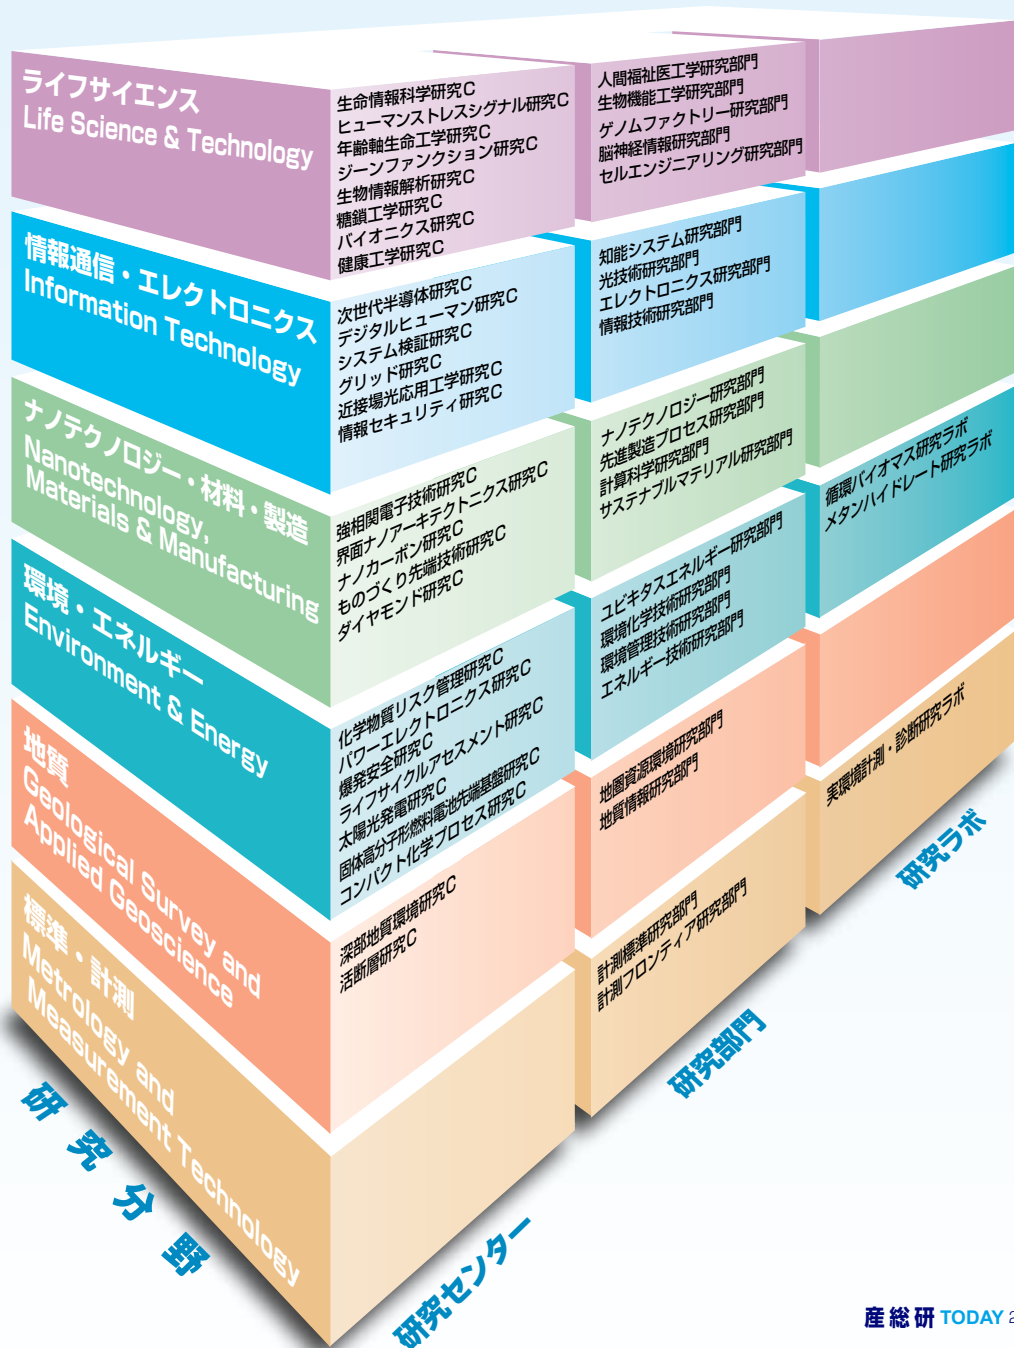 ライフサイエンス
Life Science & Technology
生命情報科学研究C
ヒューマンストレスシグナル研究C
年齢軸生命工学研究C
ジーンファンクション研究C
生物情報解析研究C
糖鎖工学研究C
バイオニクス研究C
健康工学研究C
人間福祉医工学研究部門
生物機能工学研究部門
ゲノムファクトリー研究部門
脳神経情報研究部門
セルエンジニアリング研究部門
情報通信・エレクトロニクス
Information Technology
次世代半導体研究C
デジタルヒューマン研究C
システム検証研究C
グリッド研究C
近接場光応用工学研究C
情報セキュリティ研究C
知能システム研究部門
光技術研究部門
エレクトロニクス研究部門
情報技術研究部門
ナノテクノロジー・材料・製造
Nanotechnology,
Materials & Manufacturing
強相関電子技術研究C
界面ナノアーキテクトニクス研究C
ナノカーボン研究C
ものづくり先端技術研究C
ダイヤモンド研究C
ナノテクノロジー研究部門
先進製造プロセス研究部門
計算科学研究部門
サステナブルマテリアル研究部門
環境・エネルギー
Environment & Energy
化学物質リスク管理研究C
パワーエレクトロニクス研究C
爆発安全研究C
ライフサイクルアセスメント研究C
太陽光発電研究C
固体高分子形燃料電池先端基盤研究C
コンパクト化学プロセス研究C
ユビキタスエネルギー研究部門
環境化学技術研究部門
環境管理技術研究部門
エネルギー技術研究部門
循環バイオマス研究ラボ
メタンハイドレート研究ラボ
地質
Geological Survey and
Applied Geoscience
深部地質環境研究C
活断層研究C
地圏資源環境研究部門
地質情報研究部門
標準・計測
Metrology and
Measurement Technology
計測標準研究部門
計測フロンティア研究部門
実環境計測・診断研究ラボ
研究分野
研究センター
研究部門
研究ラボ
産総研 TODAY 2